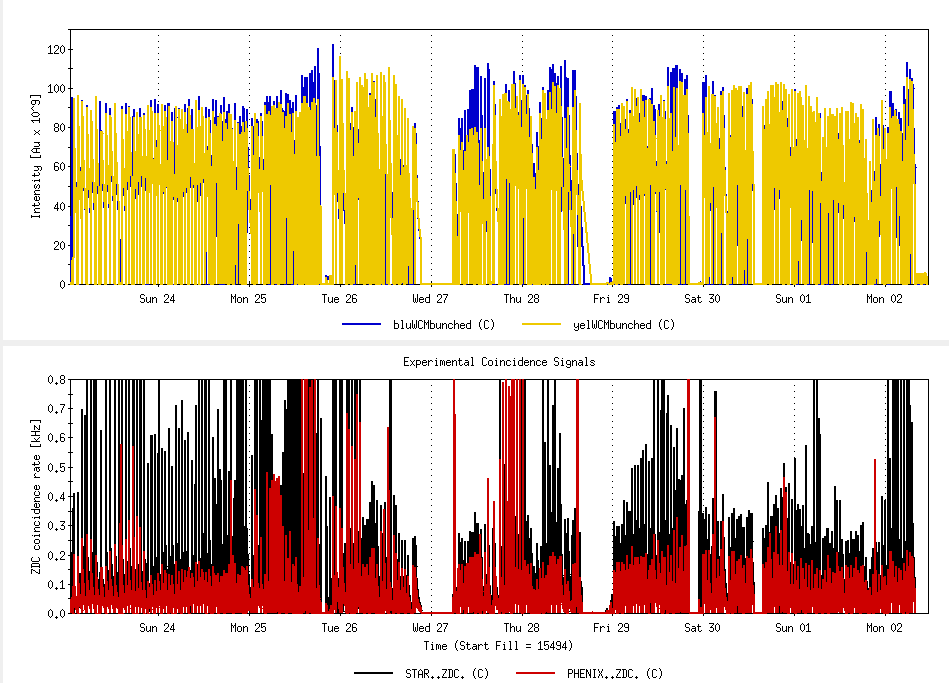 120
100
80
60
40
20
0
Intensity [Au x 10^9]
Sun 24 Mon 25 Tue 26 Wed 27 Thu 28 Fri 29 Sat 30 Sun 01 Mon 02
bluWCMbunched (C) yelWCMbunched (C)
Experimental Coincidence Signals
0.8
0.7
0.6
0.5
0.4
0.3
0.2
0.1
0.0
ZDC coincidence rate [kHz]
Sun 24 Mon 25 Tue 26 Wed 27 Thu 28 Fri 29 Sat 30 Sun 01 Mon 02
Time (Start Fill = 15494)
STAR..ZDC. (C) PHENIX..ZDC. (C)